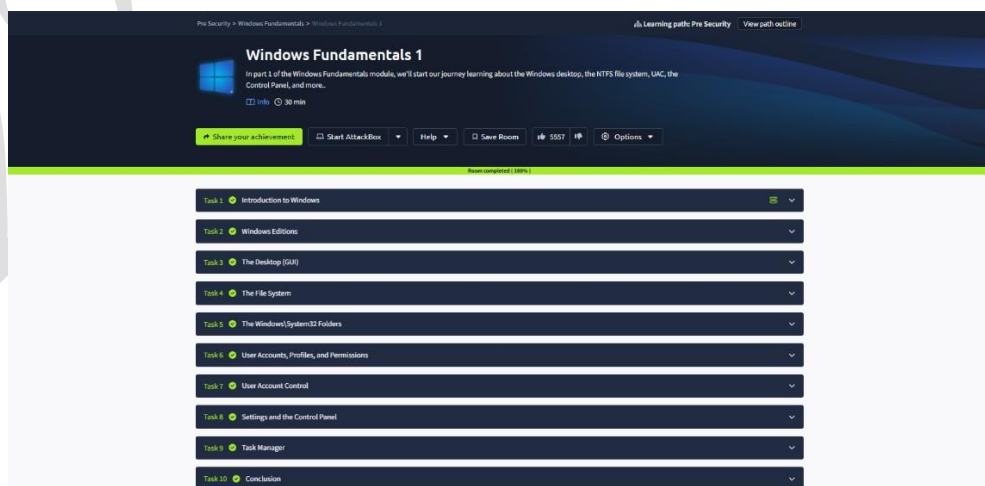 Pre Security > Windows Fundamentals > Windows Fundamentals 1
Learning path: Pre Security View path outline
Windows Fundamentals 1
In part 1 of the Windows Fundamentals module, we'll start our journey learning about the Windows desktop, the NTFS file system, UAC, the
Control Panel, and more..
Info 30 min
Share your achievement Start AttackBox Help Save Room 5557 Options
Room completed ( 100% )
Task 1 Introduction to Windows
Task 2 Windows Editions
Task 3 The Desktop (GUI)
Task 4 The File System
Task 5 The Windows\System32 Folders
Task 6 User Accounts, Profiles, and Permissions
Task 7 User Account Control
Task 8 Settings and the Control Panel
Task 9 Task Manager
Task 10 Conclusion